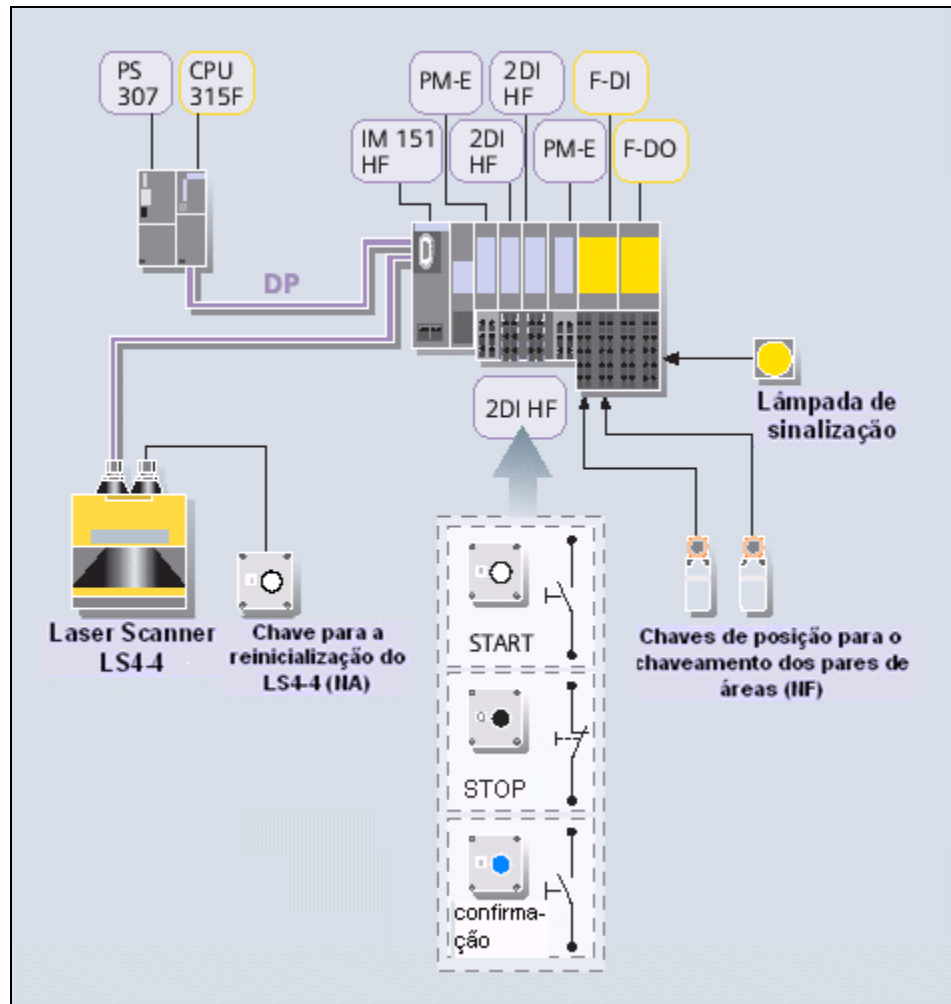 PS
307
CPU
315F
PM-E
2DI
HF
F-DI
IM 151
HF
2DI
HF
PM-E
F-DO
DP
2DI HF
Lâmpada de
sinalização
Laser Scanner
LS4-4
Chave para a
reinicialização do
LS4-4 (NA)
START
STOP
confirma-
ção
Chaves de posição para o
chaveamento dos pares de
áreas (NF)